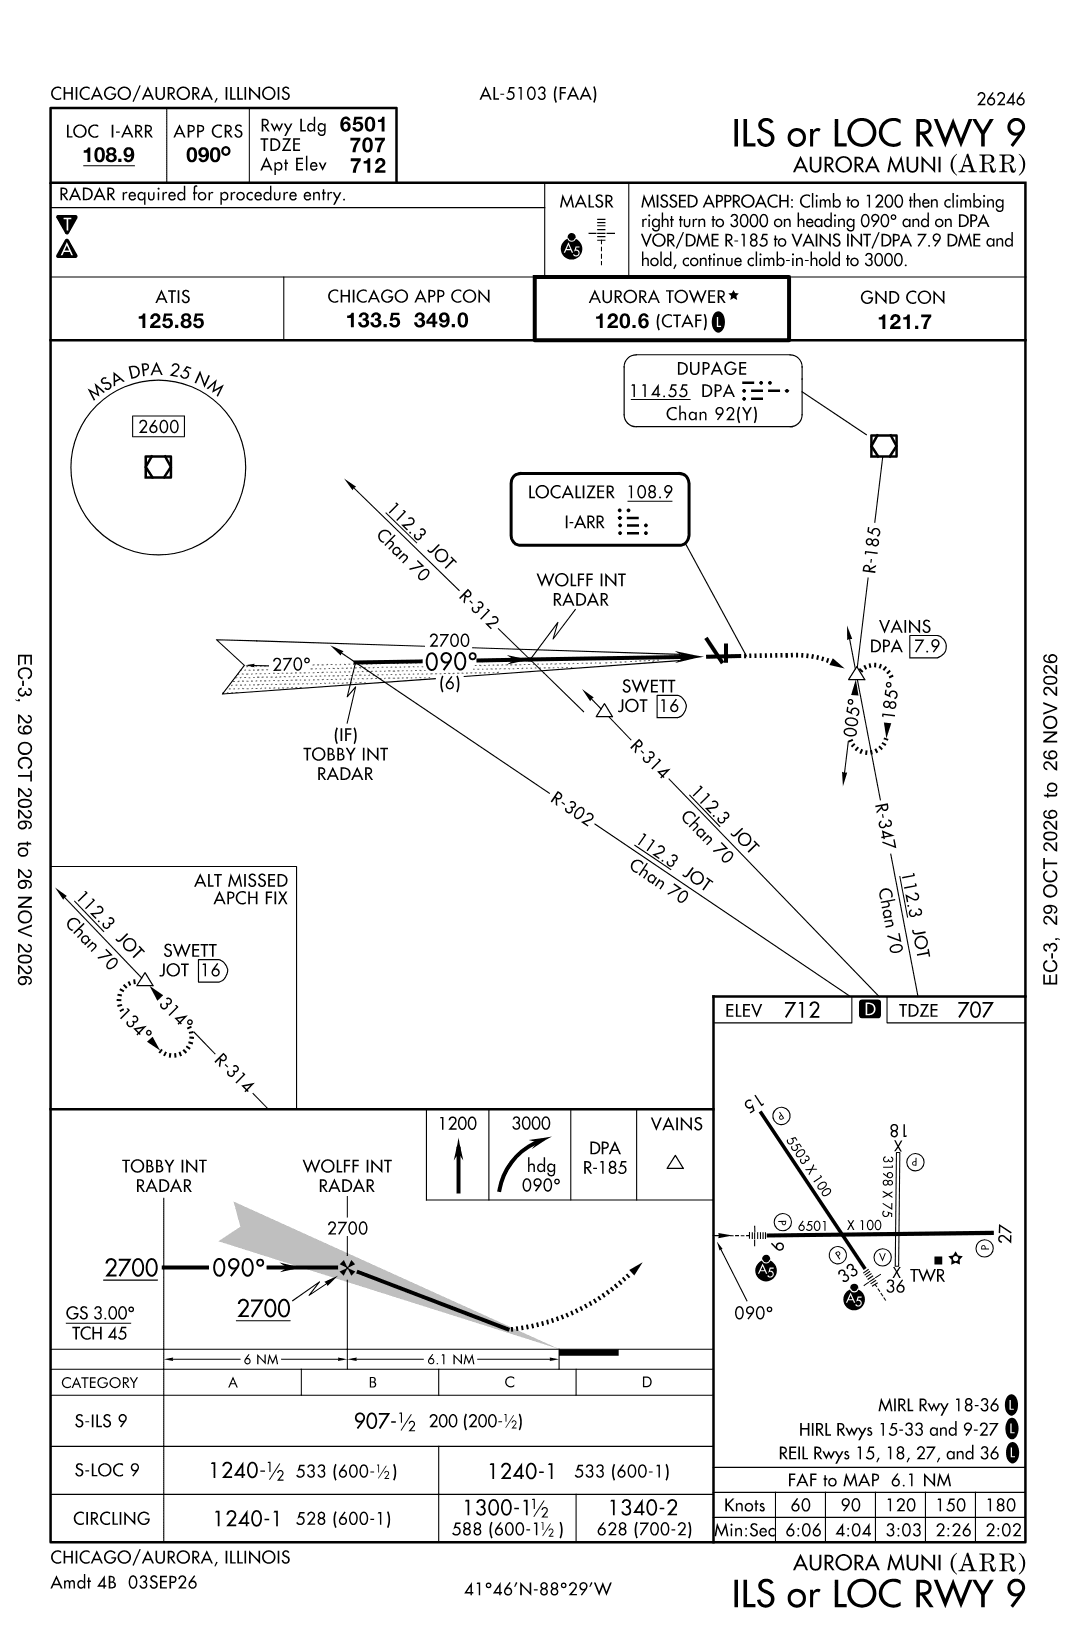 CHICAGO/AURORA, ILLINOIS
AL-5103 (FAA)
26246
LOC I-ARR
108.9
APP CRS
090°
Rwy Ldg 6501
TDZE 707
Apt Elev 712
ILS or LOC RWY 9
AURORA MUNI (ARR)
RADAR required for procedure entry.
T
A
MALSR
A5
MISSED APPROACH: Climb to 1200 then climbing
right turn to 3000 on heading 090° and on DPA
VOR/DME R-185 to VAINS INT/DPA 7.9 DME and
hold, continue climb-in-hold to 3000.
ATIS
125.85
CHICAGO APP CON
133.5 349.0
AURORA TOWER★
120.6 (CTAF) L
GND CON
121.7
MSA DPA 25 NM
2600
DUPAGE
114.55 DPA
Chan 92(Y)
LOCALIZER 108.9
I-ARR
112.3 JOT
Chan 70
R-312
WOLFF INT
RADAR
R-185
VAINS
DPA 7.9
2700
090°
(6)
270°
SWETT
JOT 16
005°
185°
(IF)
TOBBY INT
RADAR
R-314
112.3 JOT
Chan 70
R-302
112.3 JOT
Chan 70
R-347
112.3 JOT
Chan 70
EC-3, 29 OCT 2026 to 26 NOV 2026
EC-3, 29 OCT 2026 to 26 NOV 2026
ALT MISSED
APCH FIX
112.3 JOT
Chan 70
SWETT
JOT 16
314°
134°
R-314
ELEV 712
D
TDZE 707
15
P
5503 X 100
18
X
P
3198 X 75
P
6501 X 100
27
P
9
A5
P
V
33
A5
X
36
TWR
090°
MIRL Rwy 18-36 L
HIRL Rwys 15-33 and 9-27 L
REIL Rwys 15, 18, 27, and 36 L
FAF to MAP 6.1 NM
Knots 60 90 120 150 180
Min:Sec 6:06 4:04 3:03 2:26 2:02
1200
3000
hdg
090°
DPA
R-185
VAINS
TOBBY INT
RADAR
WOLFF INT
RADAR
2700
2700
090°
2700
GS 3.00°
TCH 45
6 NM
6.1 NM
CATEGORY A B C D
S-ILS 9 907-½ 200 (200-½)
S-LOC 9 1240-½ 533 (600-½) 1240-1 533 (600-1)
CIRCLING 1240-1 528 (600-1) 1300-1½ 588 (600-1½) 1340-2 628 (700-2)
CHICAGO/AURORA, ILLINOIS
Amdt 4B 03SEP26
41°46'N-88°29'W
AURORA MUNI (ARR)
ILS or LOC RWY 9